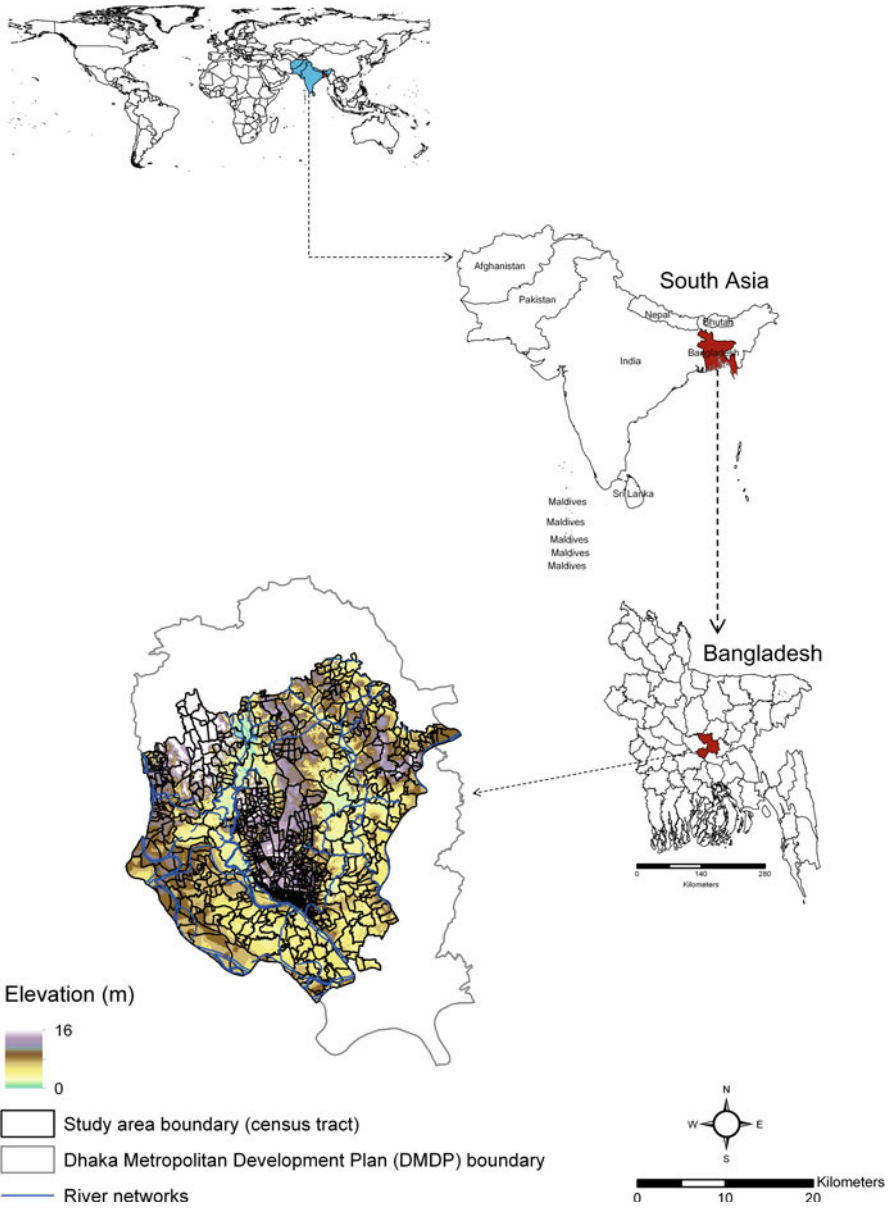 South Asia
Afghanistan
Pakistan
Nepal
Bhutan
Bangladesh
India
Sri Lanka
Maldives
Maldives
Maldives
Maldives
Maldives
Bangladesh
0 140 280
Kilometers
Elevation (m)
16
0
Study area boundary (census tract)
Dhaka Metropolitan Development Plan (DMDP) boundary
River networks
N
W E
S
Kilometers
0 10 20